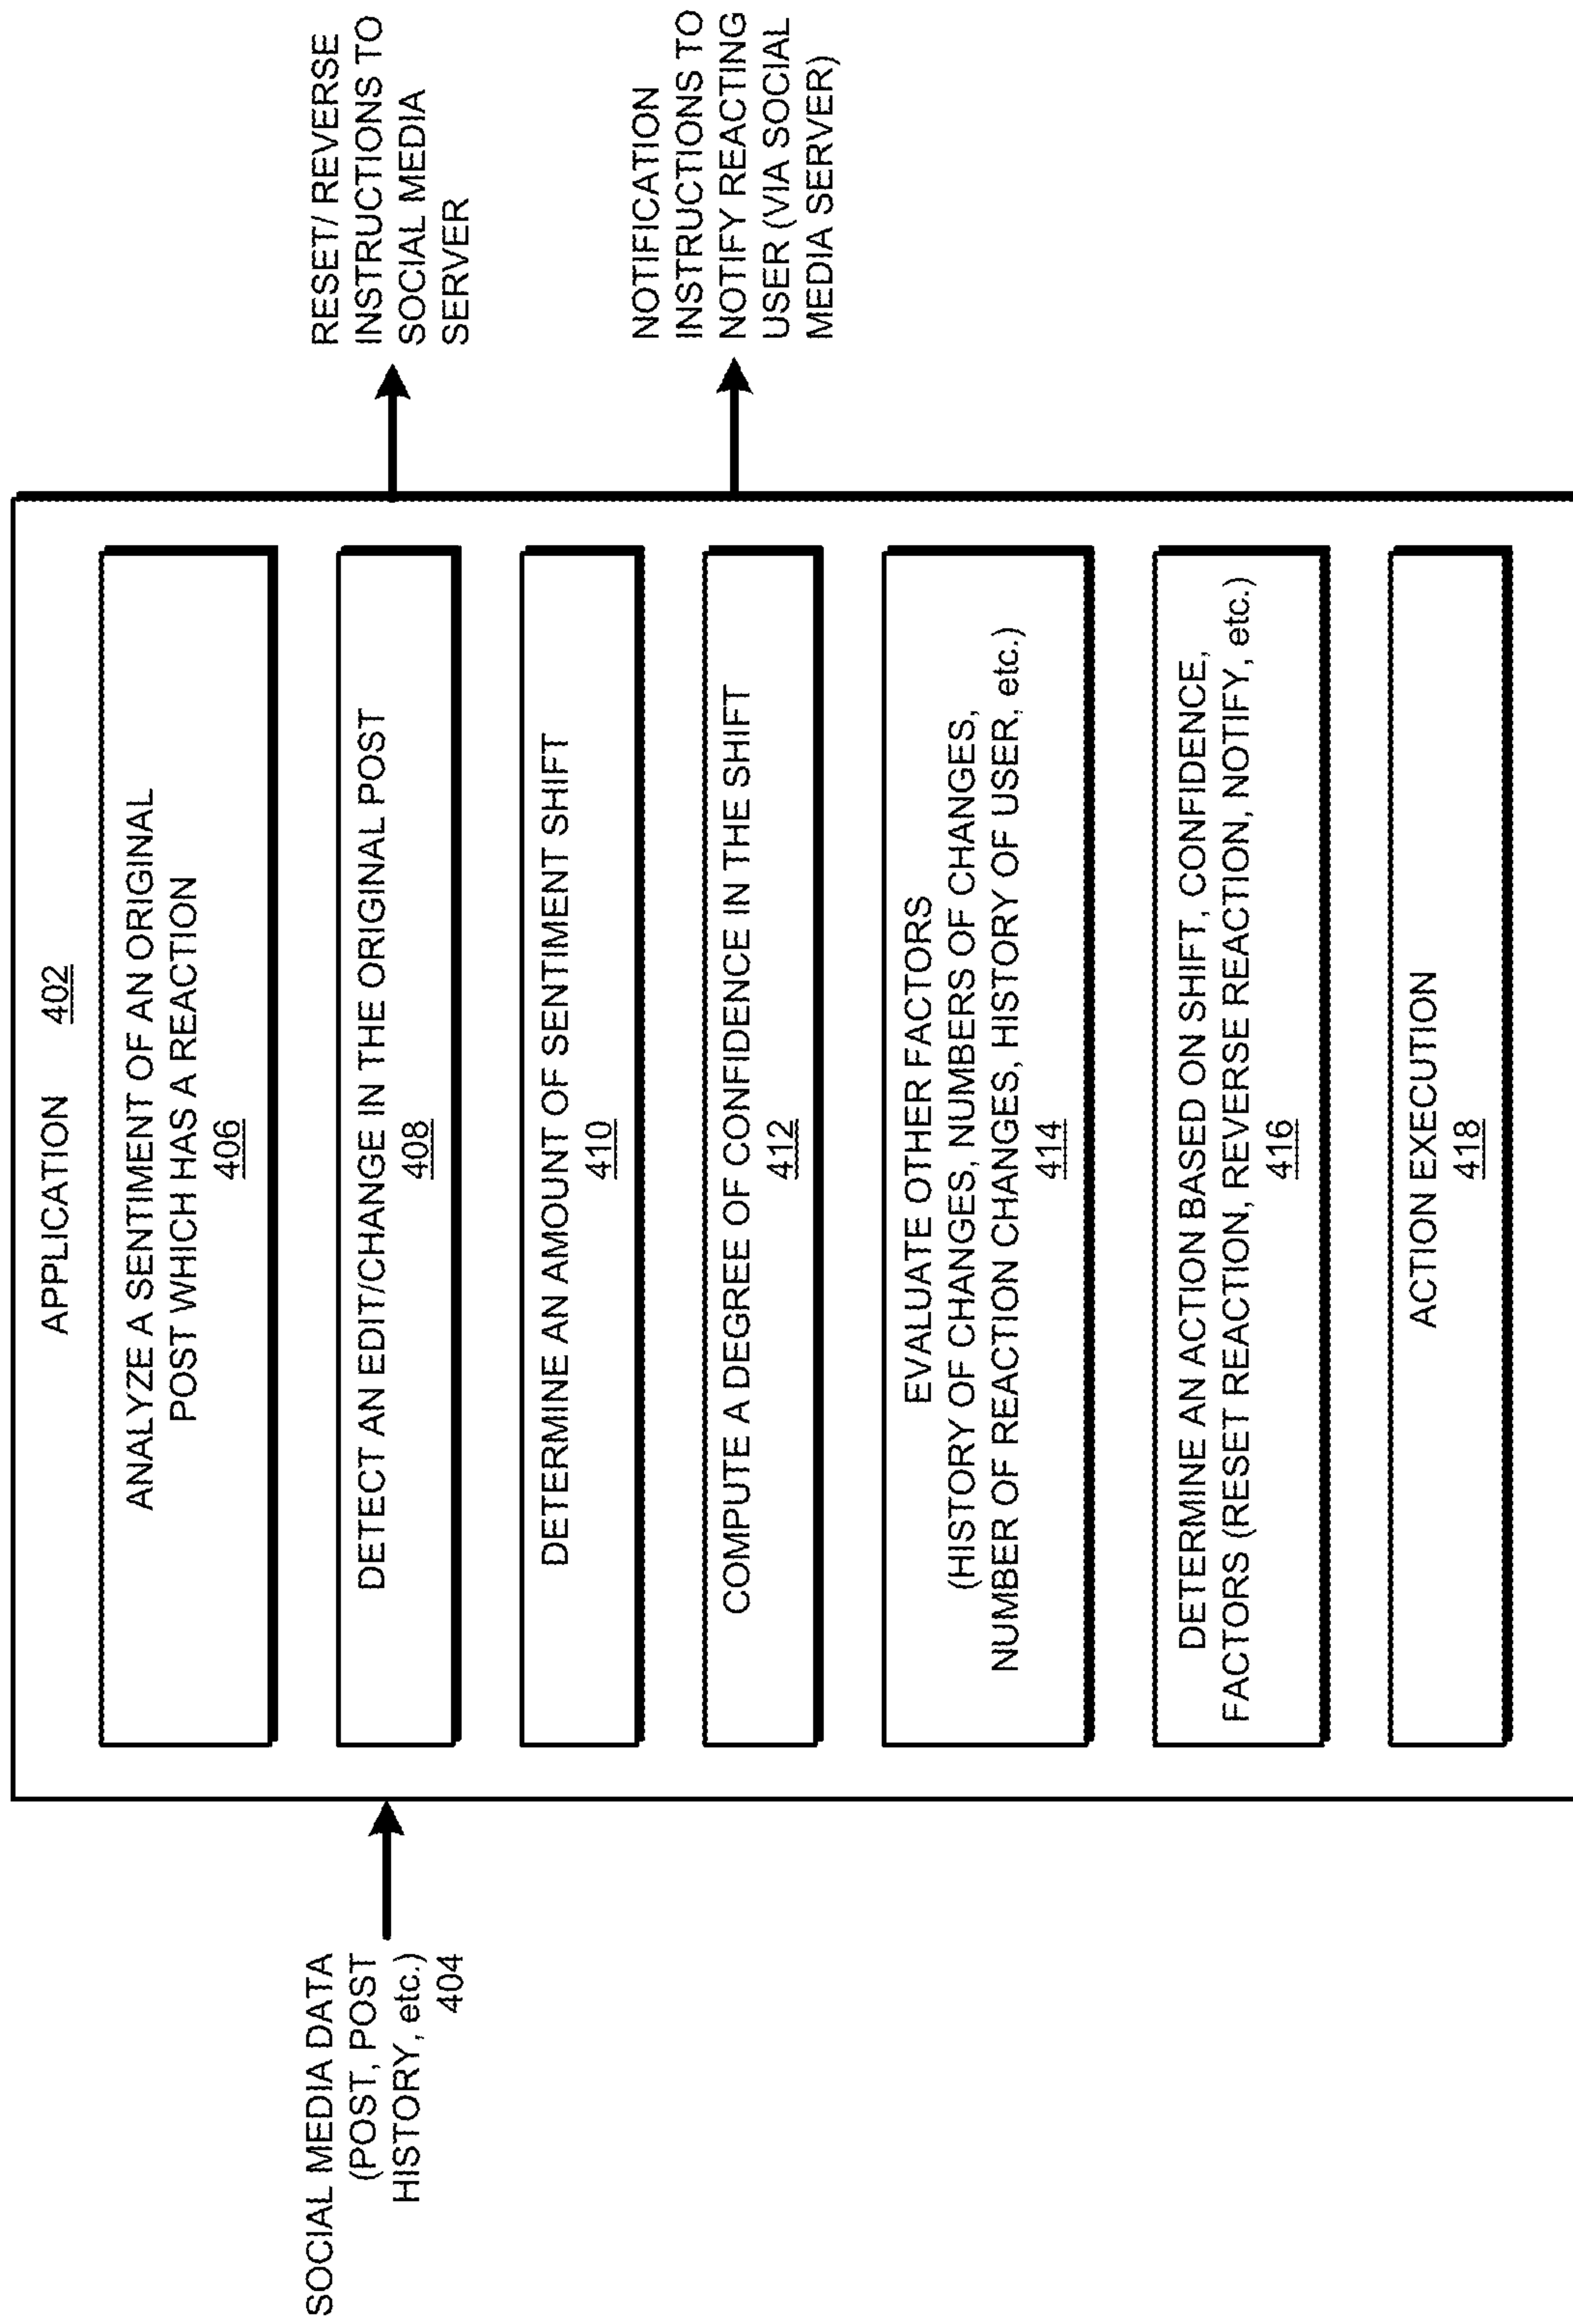 APPLICATION 402
SOCIAL MEDIA DATA
(POST, POST
HISTORY, etc.)
404
ANALYZE A SENTIMENT OF AN ORIGINAL
POST WHICH HAS A REACTION
406
DETECT AN EDIT/CHANGE IN THE ORIGINAL POST
408
DETERMINE AN AMOUNT OF SENTIMENT SHIFT
410
COMPUTE A DEGREE OF CONFIDENCE IN THE SHIFT
412
EVALUATE OTHER FACTORS
(HISTORY OF CHANGES, NUMBERS OF CHANGES,
NUMBER OF REACTION CHANGES, HISTORY OF USER, etc.)
414
DETERMINE AN ACTION BASED ON SHIFT, CONFIDENCE,
FACTORS (RESET REACTION, REVERSE REACTION, NOTIFY, etc.)
416
ACTION EXECUTION
418
RESET/ REVERSE
INSTRUCTIONS TO
SOCIAL MEDIA
SERVER
NOTIFICATION
INSTRUCTIONS TO
NOTIFY REACTING
USER (VIA SOCIAL
MEDIA SERVER)